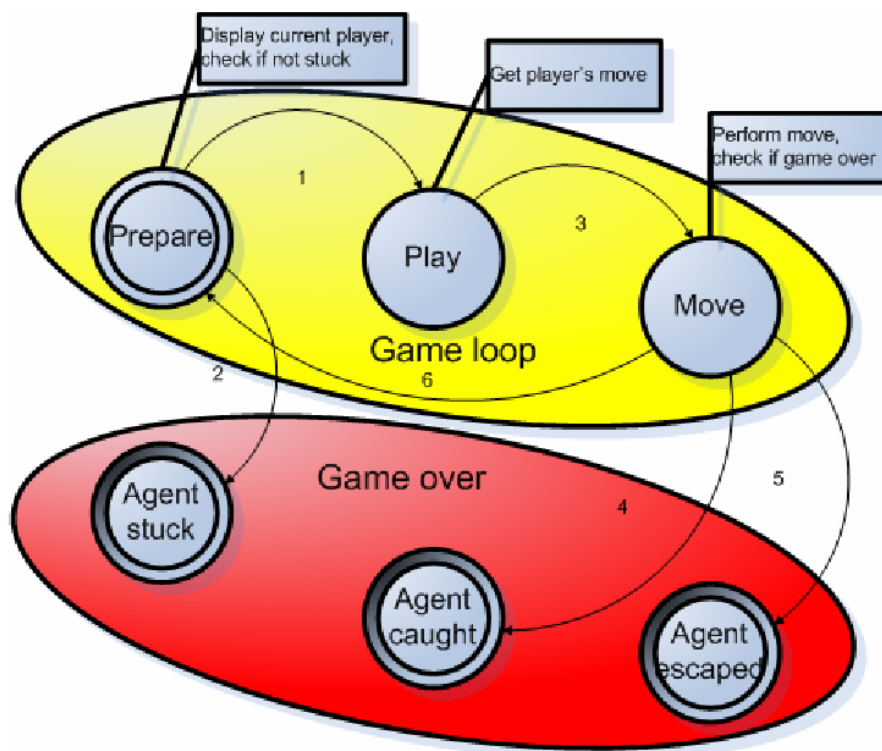 Display current player,
check if not stuck
Get player's move
Perform move,
check if game over
1
3
Prepare
Play
Move
Game loop
2
6
Game over
5
4
Agent
stuck
Agent
caught
Agent
escaped